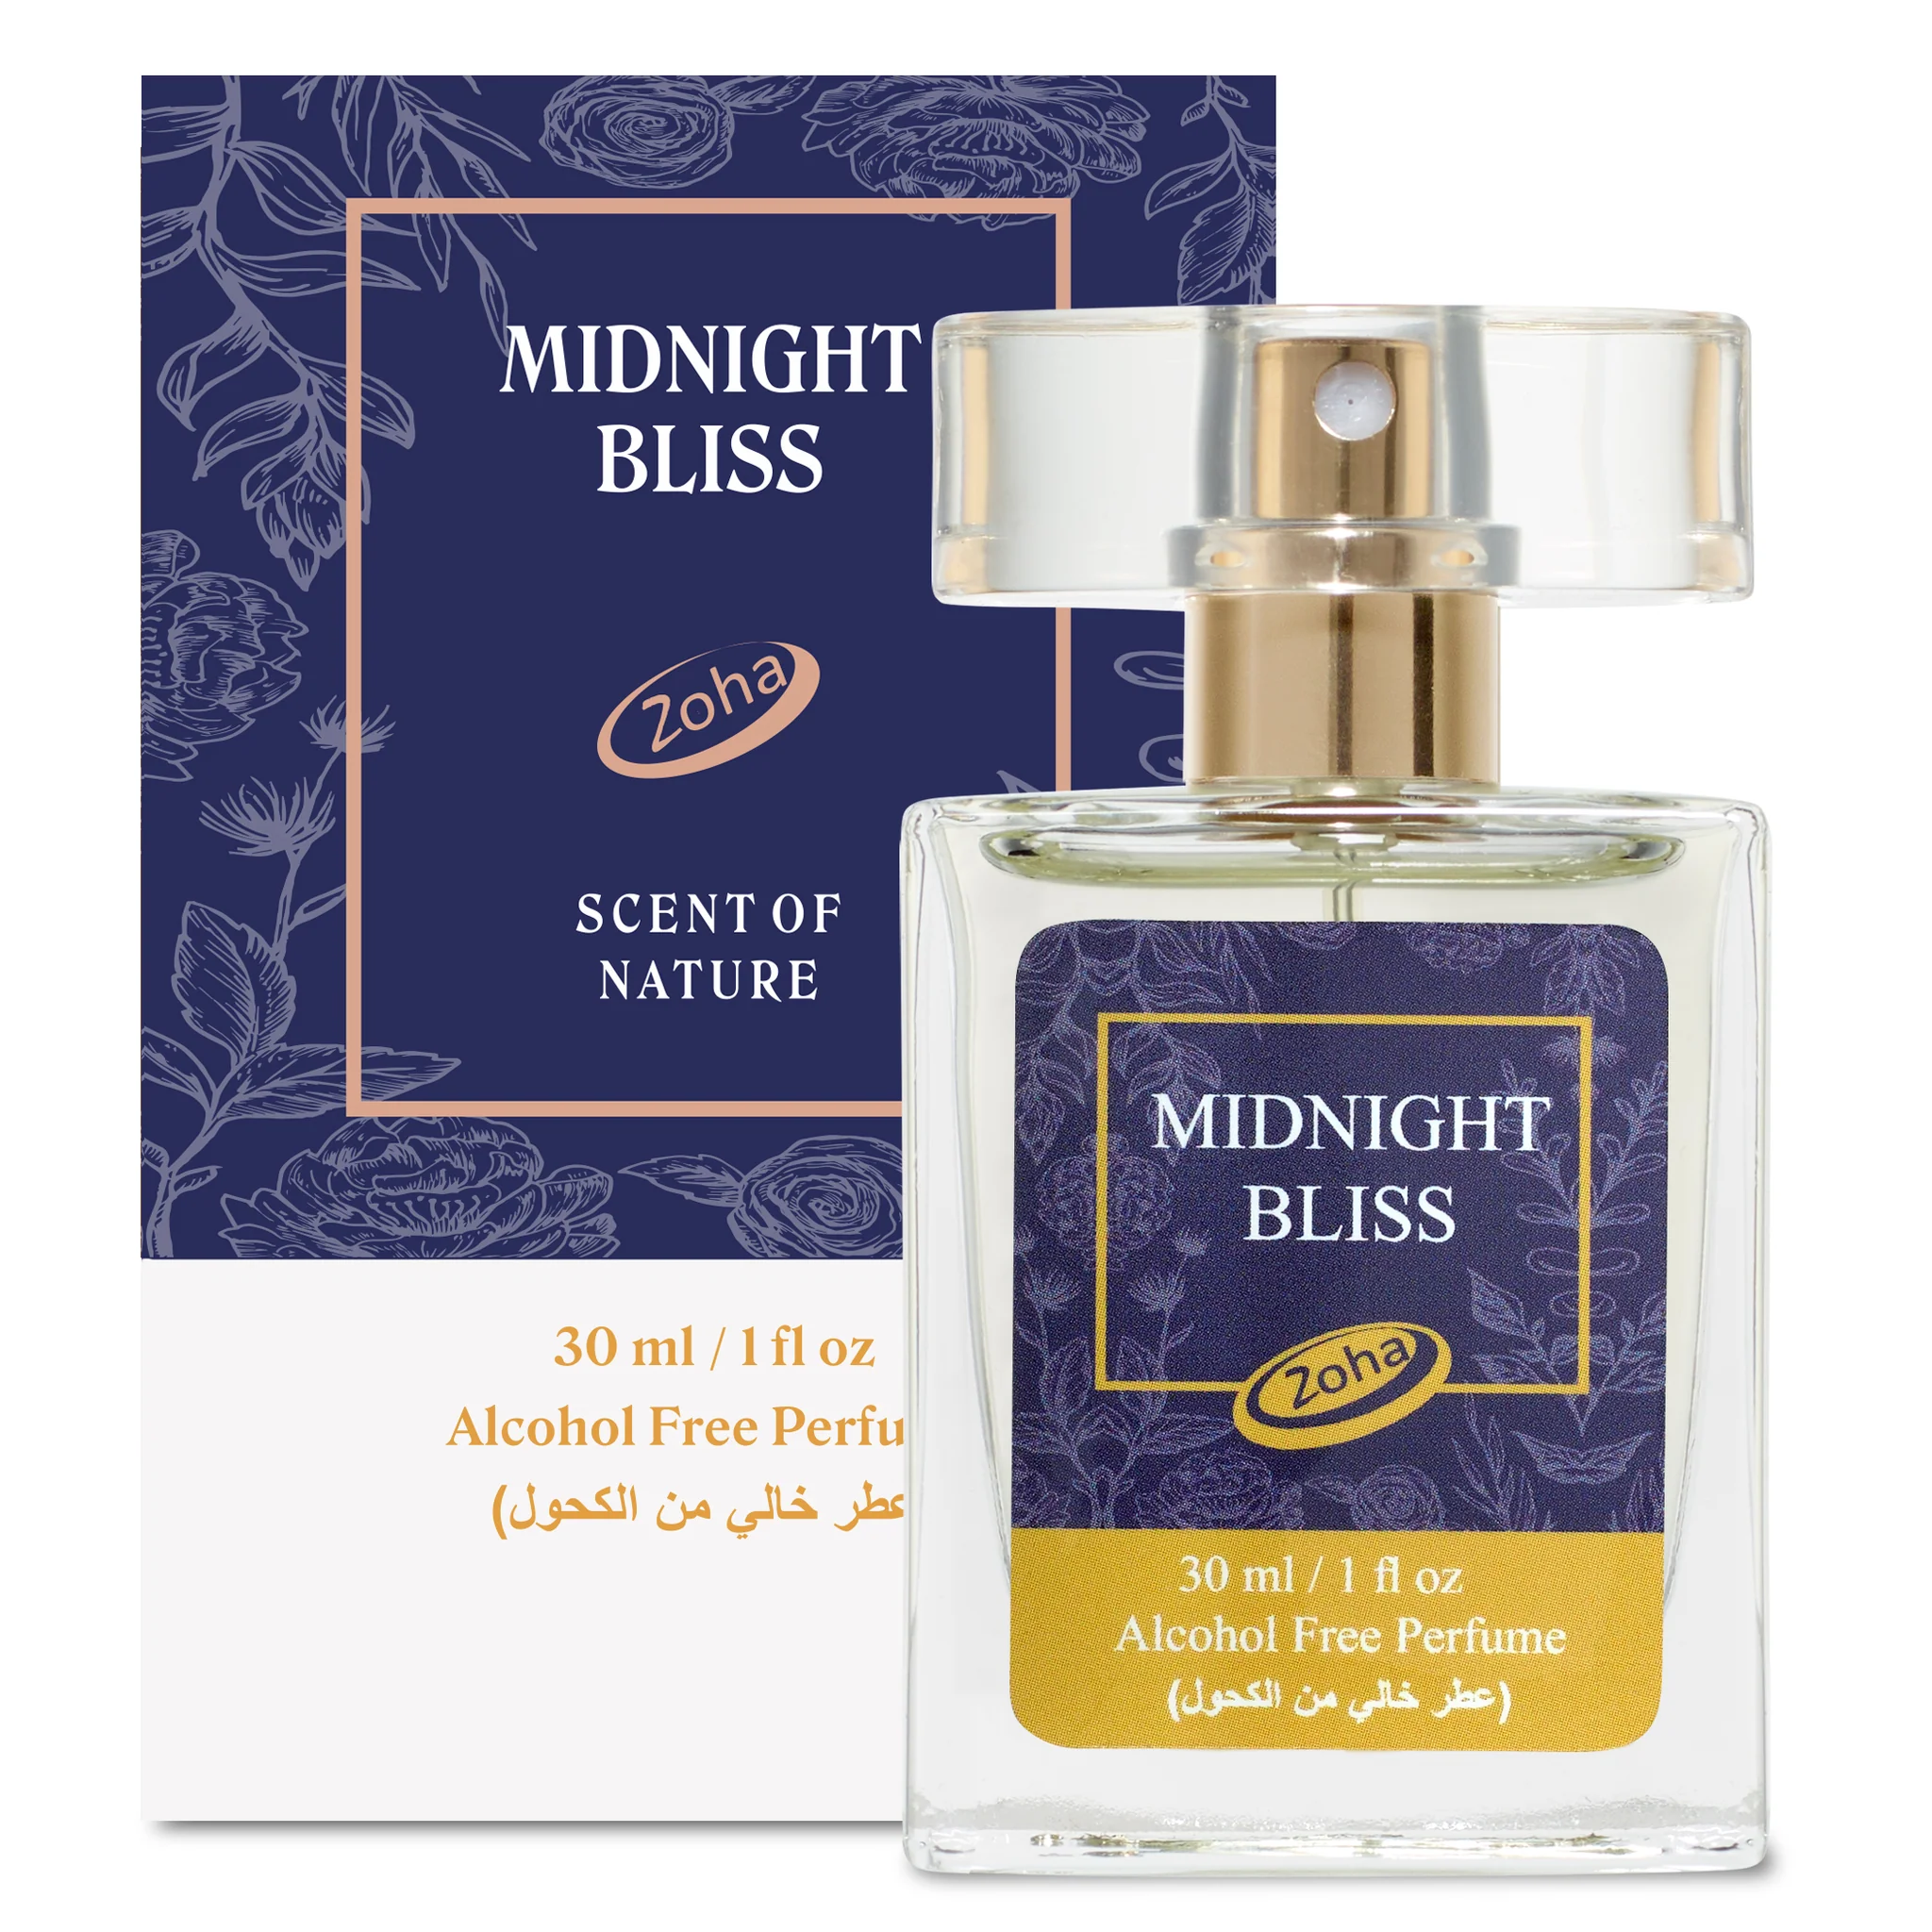 MIDNIGHT
BLISS
Zoha
SCENT OF
NATURE
30 ml / 1 fl oz
Alcohol Free
عطر خالي من الكحول)
MIDNIGHT
BLISS
Zoha
30 ml / 1 fl oz
Alcohol Free Perfume
(عطر خالي من الكحول)